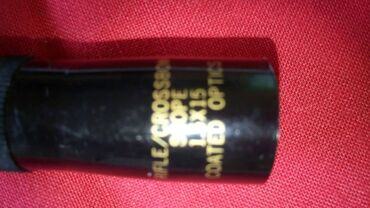 RIFLE/CROSSBOW
SCOPE
1.5X15
COATED OPTICS